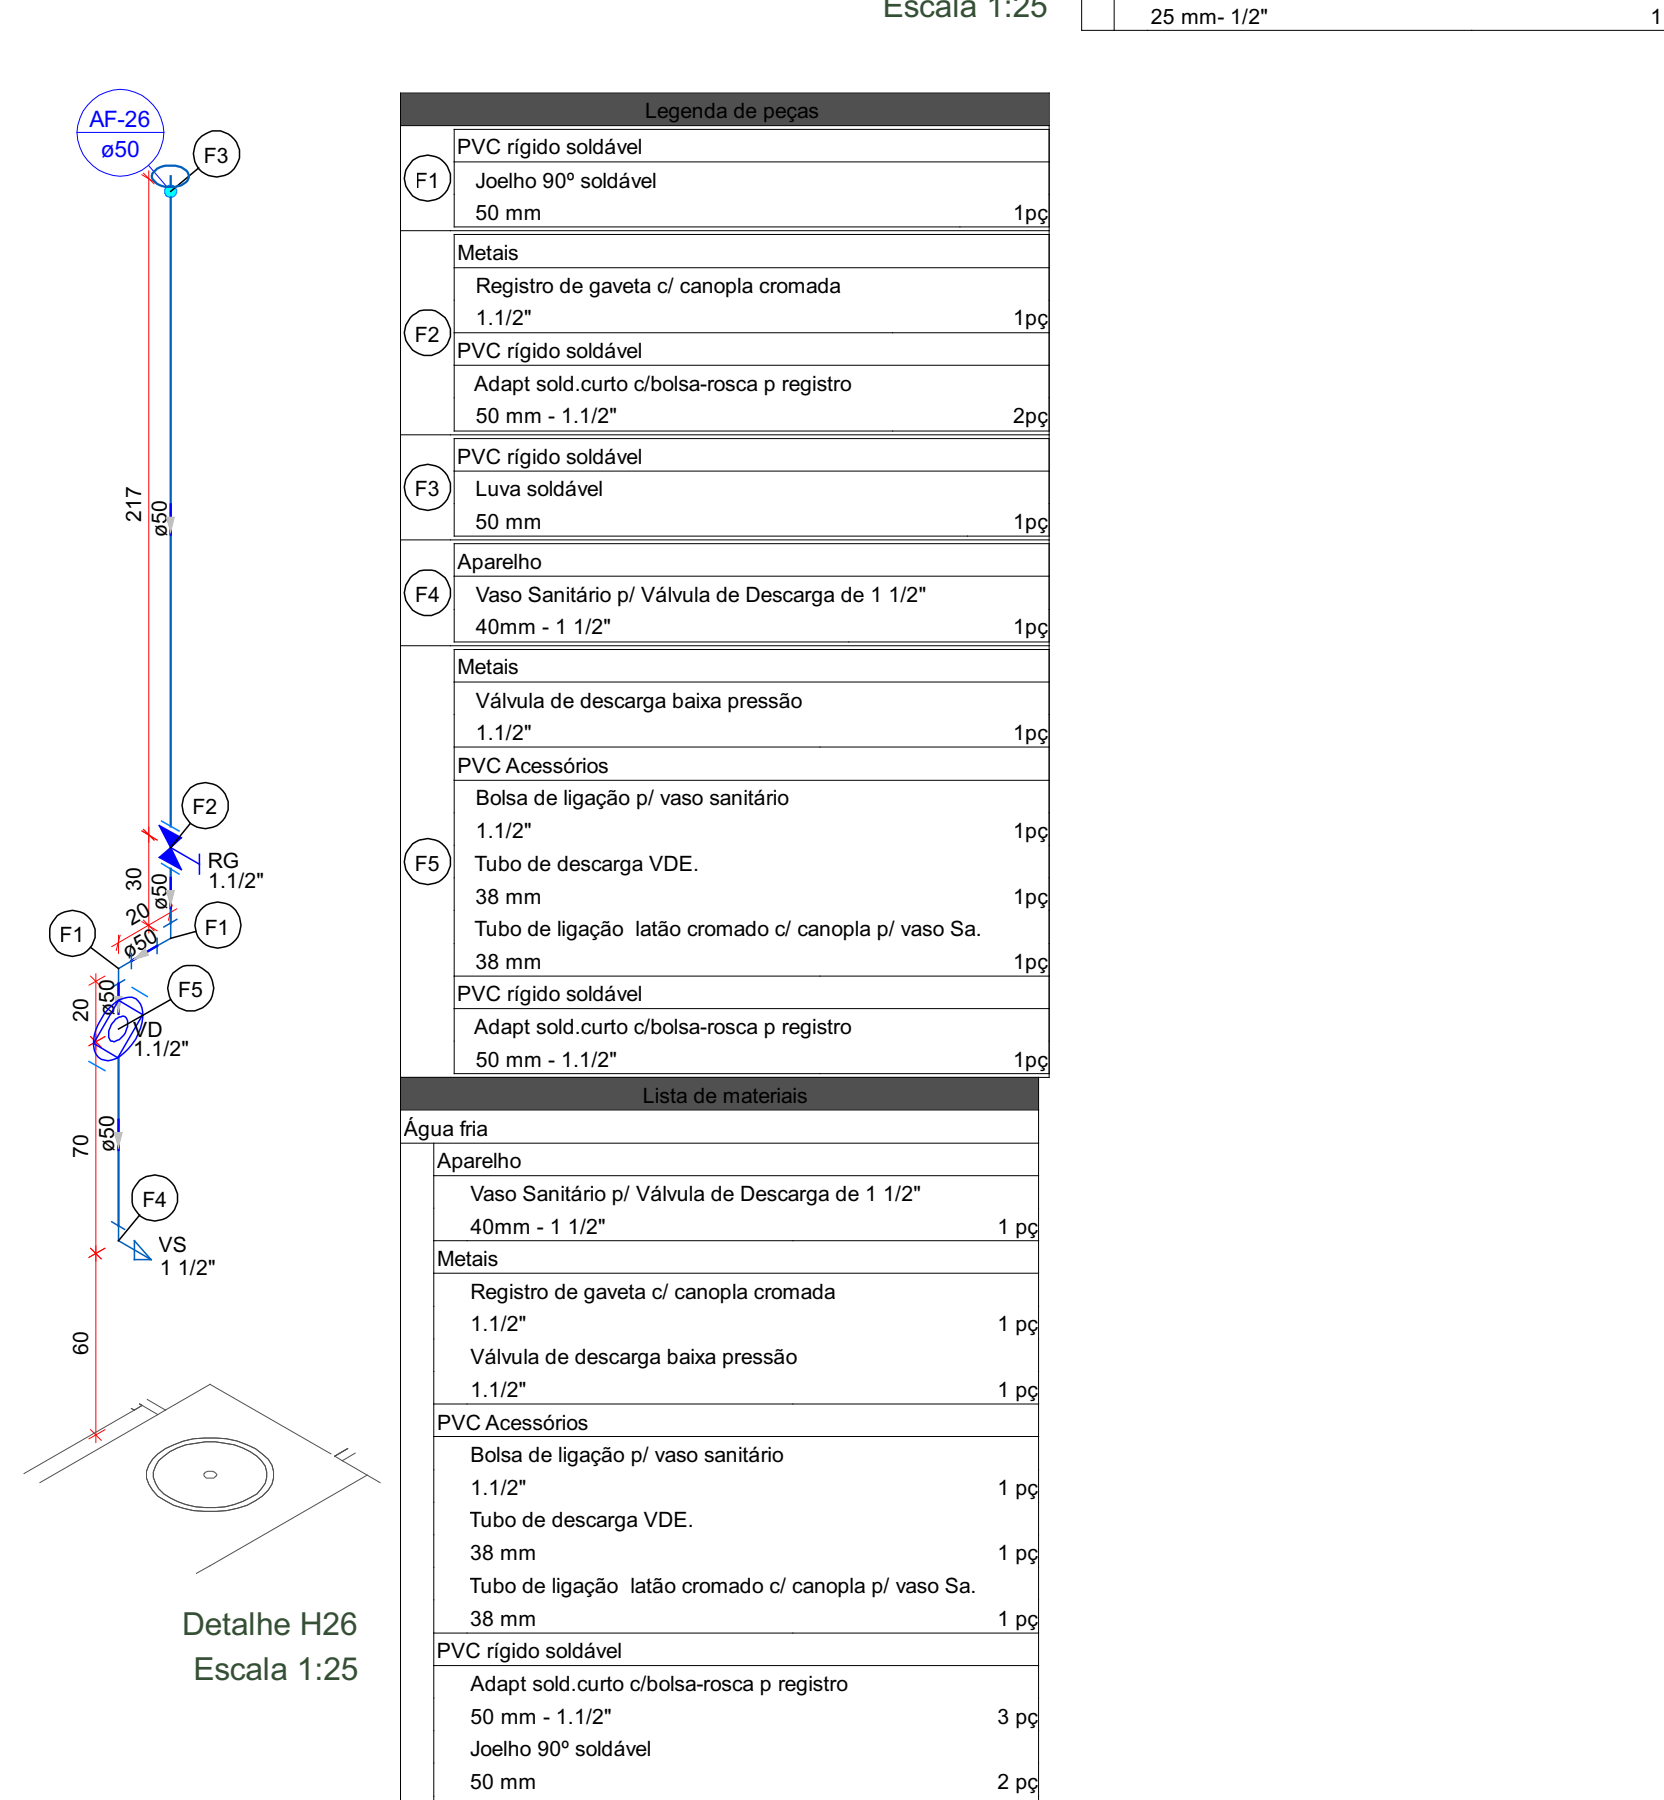 Escala 1:25
25 mm- 1/2" 1
AF-26
ø50
F3
217
ø50
F2
RG
1.1/2"
30
ø50
20
ø50
F1
F1
F5
20
ø50
VD
1.1/2"
70
ø50
F4
VS
1 1/2"
60
Detalhe H26
Escala 1:25
Legenda de peças
F1
PVC rígido soldável
Joelho 90º soldável
50 mm 1pç
F2
Metais
Registro de gaveta c/ canopla cromada
1.1/2" 1pç
PVC rígido soldável
Adapt sold.curto c/bolsa-rosca p registro
50 mm - 1.1/2" 2pç
F3
PVC rígido soldável
Luva soldável
50 mm 1pç
F4
Aparelho
Vaso Sanitário p/ Válvula de Descarga de 1 1/2"
40mm - 1 1/2" 1pç
F5
Metais
Válvula de descarga baixa pressão
1.1/2" 1pç
PVC Acessórios
Bolsa de ligação p/ vaso sanitário
1.1/2" 1pç
Tubo de descarga VDE.
38 mm 1pç
Tubo de ligação latão cromado c/ canopla p/ vaso Sa.
38 mm 1pç
PVC rígido soldável
Adapt sold.curto c/bolsa-rosca p registro
50 mm - 1.1/2" 1pç
Lista de materiais
Água fria
Aparelho
Vaso Sanitário p/ Válvula de Descarga de 1 1/2"
40mm - 1 1/2" 1 pç
Metais
Registro de gaveta c/ canopla cromada
1.1/2" 1 pç
Válvula de descarga baixa pressão
1.1/2" 1 pç
PVC Acessórios
Bolsa de ligação p/ vaso sanitário
1.1/2" 1 pç
Tubo de descarga VDE.
38 mm 1 pç
Tubo de ligação latão cromado c/ canopla p/ vaso Sa.
38 mm 1 pç
PVC rígido soldável
Adapt sold.curto c/bolsa-rosca p registro
50 mm - 1.1/2" 3 pç
Joelho 90º soldável
50 mm 2 pç